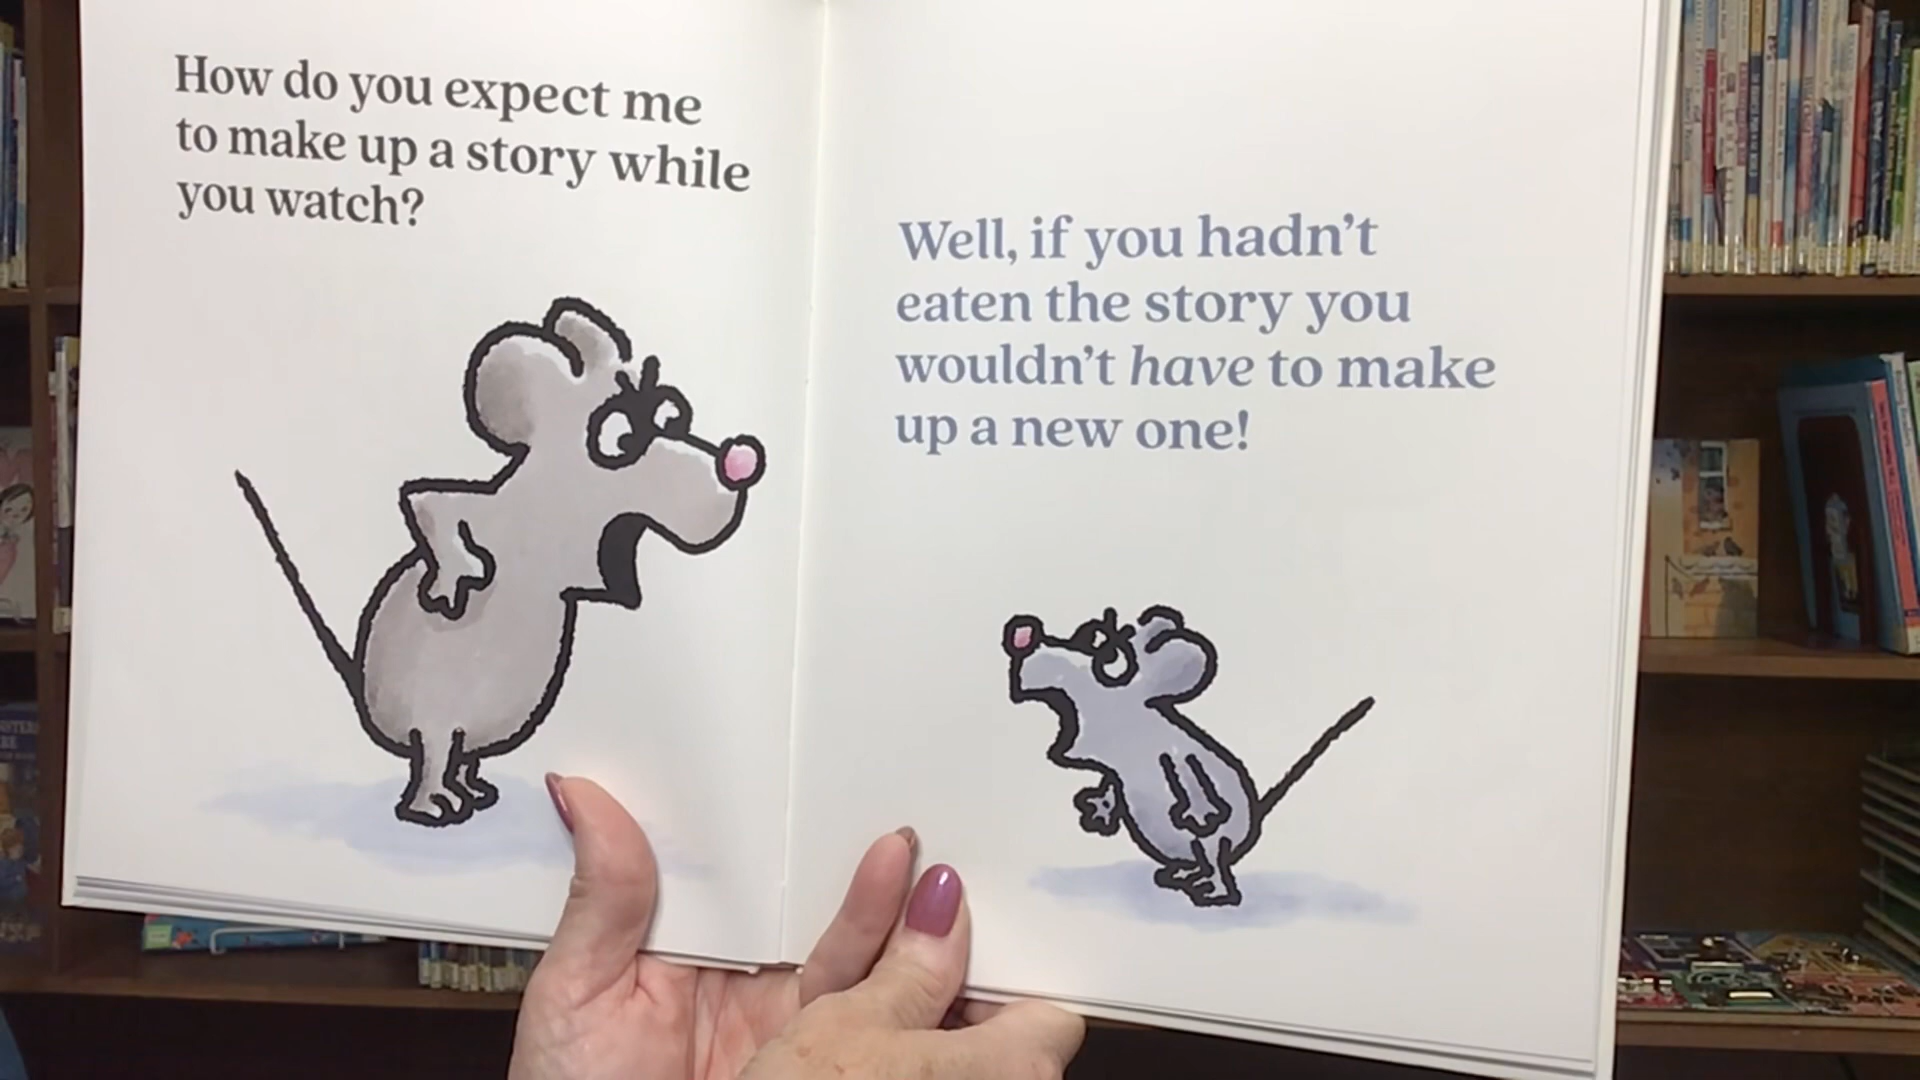 How do you expect me
to make up a story while
you watch?
Well, if you hadn't
eaten the story you
wouldn't have to make
up a new one!